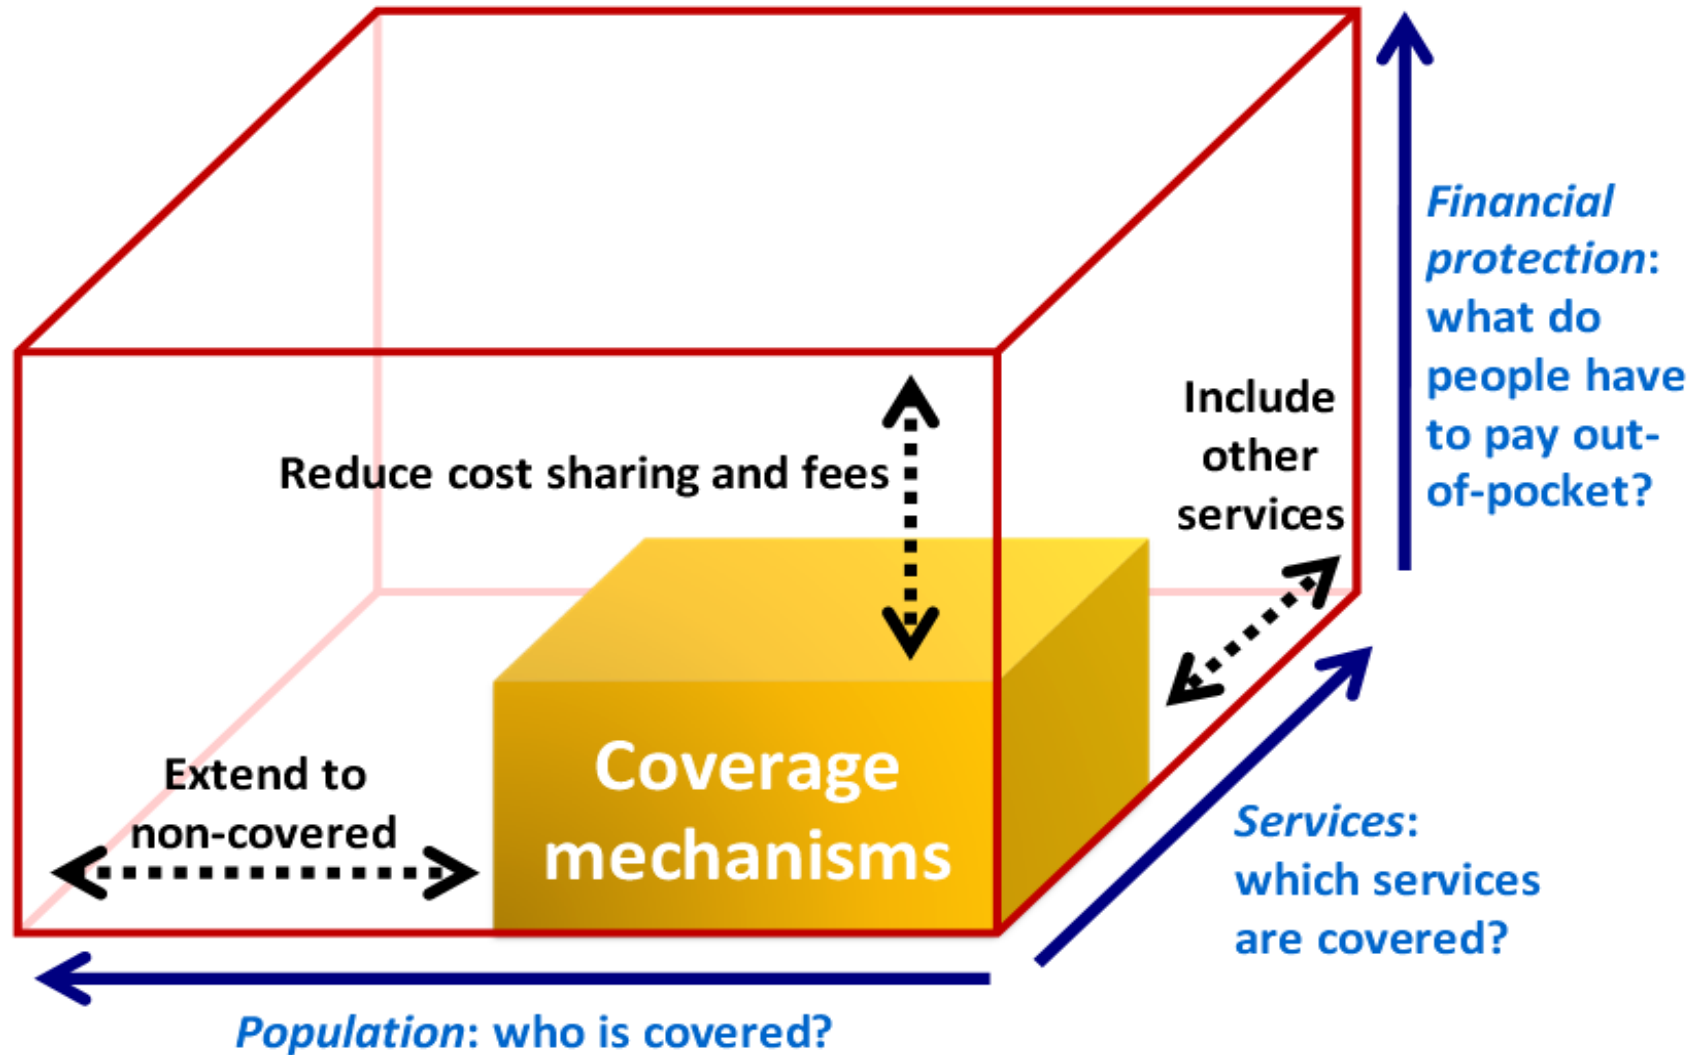 Financial
protection:
what do
people have
to pay out-
of-pocket?
Include
other
services
Reduce cost sharing and fees
Extend to
non-covered
Coverage
mechanisms
Services:
which services
are covered?
Population: who is covered?